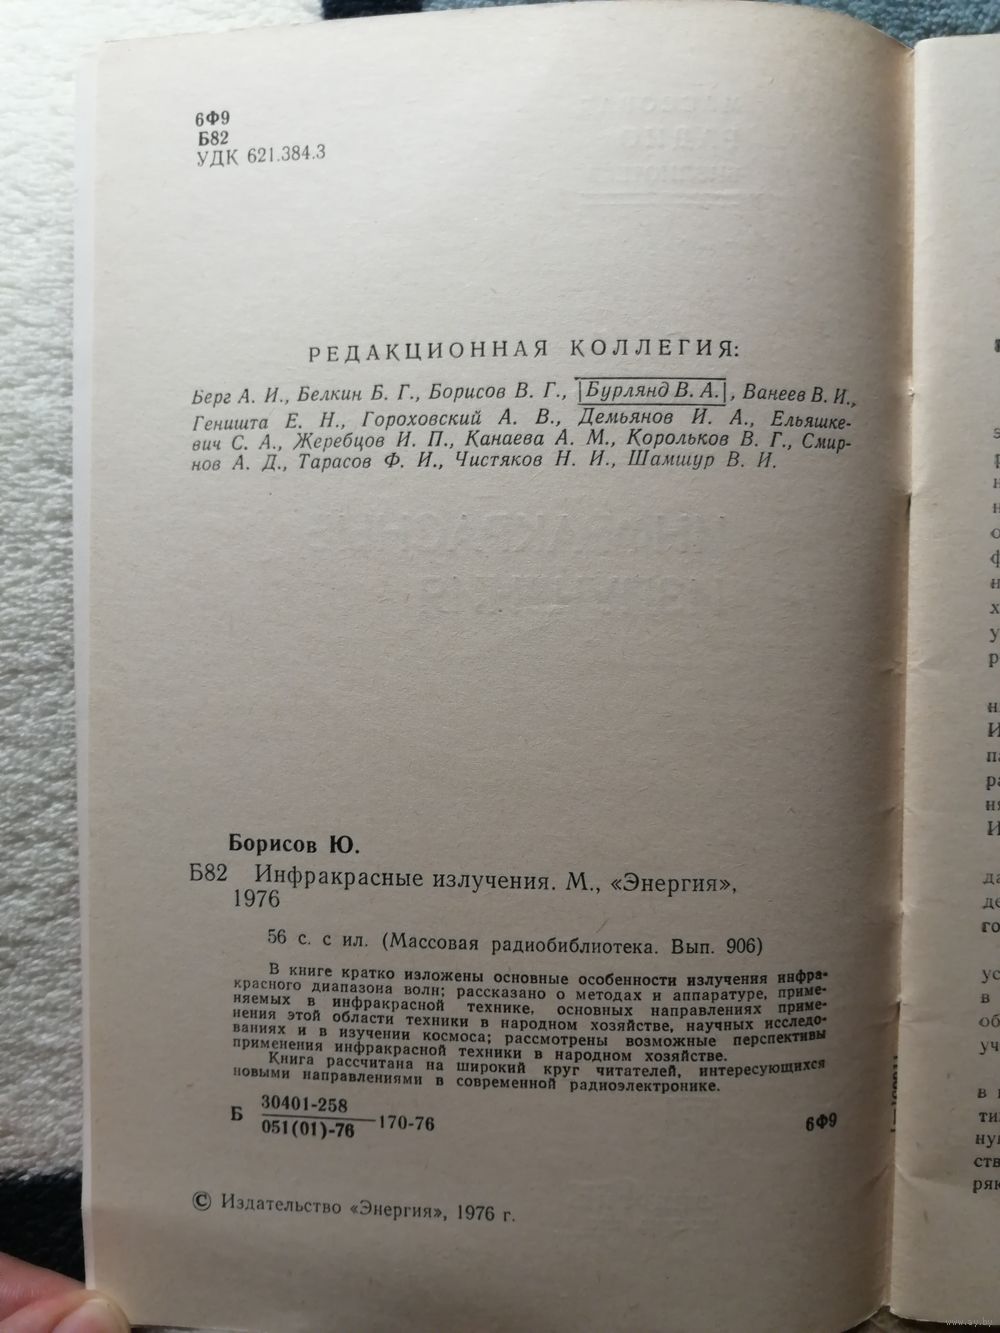 6Ф9
Б82
УДК 621.384.3
РЕДАКЦИОННАЯ КОЛЛЕГИЯ:
Берг А. И., Белкин Б. Г., Борисов В. Г., Бурлянд В. А., Ванеев В. И.,
Геништа Е. Н., Гороховский А. В., Демьянов И. А., Ельяшке-
вич С. А., Жеребцов И. П., Канаева А. М., Корольков В. Г., Смир-
нов А. Д., Тарасов Ф. И., Чистяков Н. И., Шамшур В. И.
Борисов Ю.
Б82 Инфракрасные излучения. М., «Энергия»,
1976
56 с. с ил. (Массовая радиобиблиотека. Вып. 906)
В книге кратко изложены основные особенности излучения инфра-
красного диапазона волн; рассказано о методах и аппаратуре, приме-
няемых в инфракрасной технике, основных направлениях приме-
нения этой области техники в народном хозяйстве, научных исследо-
ваниях и в изучении космоса; рассмотрены возможные перспективы
применения инфракрасной техники в народном хозяйстве.
Книга рассчитана на широкий круг читателей, интересующихся
новыми направлениями в современной радиоэлектронике.
Б 30401-258
051(01)-76 —170-76 6Ф9
© Издательство «Энергия», 1976 г.
www.ay.by